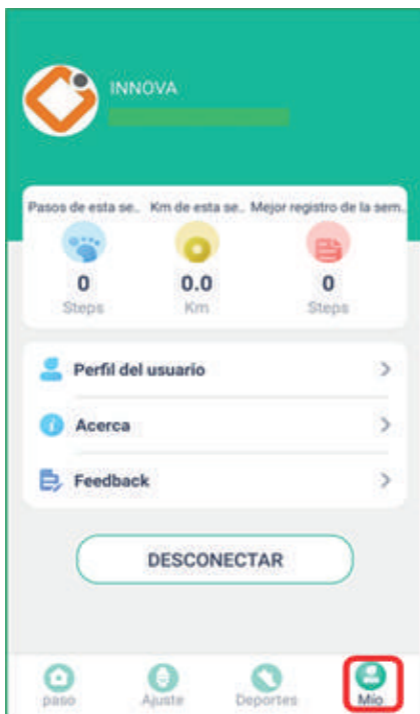 INNOVA
Pasos de esta se.. Km de esta se.. Mejor registro de la sem..
0 0.0 0
Steps Km Steps
Perfil del usuario
Acerca
Feedback
DESCONECTAR
paso Ajuste Deportes Mío